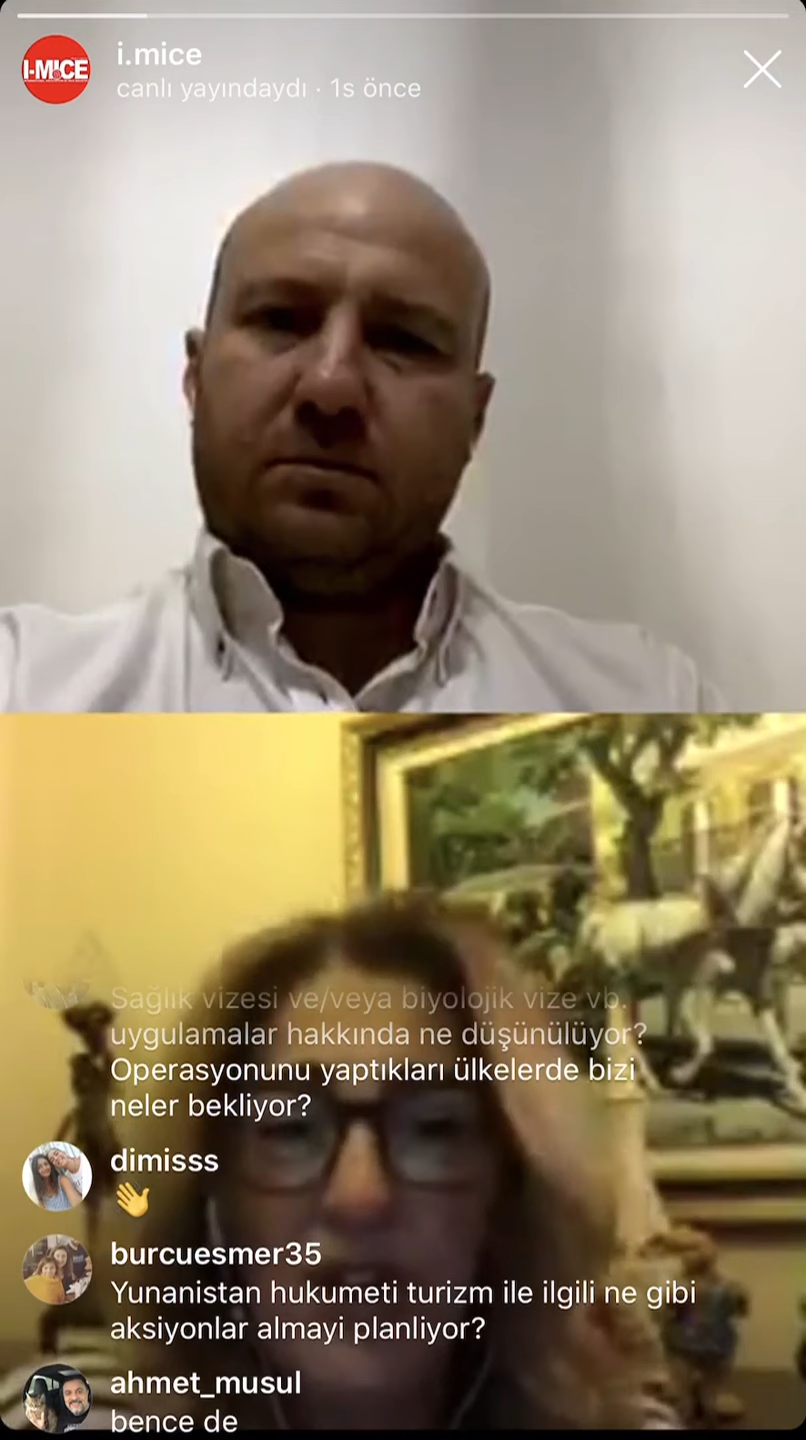 I-MICE
i.mice
canlı yayındaydı · 1s önce
Sağlık vizesi ve/veya biyolojik vize vb.
uygulamalar hakkında ne düşünülüyor?
Operasyonunu yaptıkları ülkelerde bizi
neler bekliyor?
dimisss
👋
burcuesmer35
Yunanistan hukumeti turizm ile ilgili ne gibi
aksiyonlar almayi planliyor?
ahmet_musul
bence de